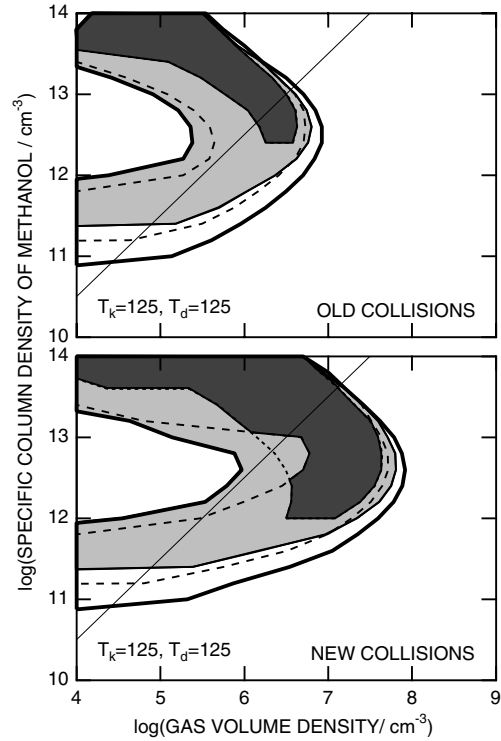 14
13
12
11
10
T_k=125, T_d=125
OLD COLLISIONS
log(SPECIFIC COLUMN DENSITY OF METHANOL / cm⁻³)
14
13
12
11
10
T_k=125, T_d=125
NEW COLLISIONS
4 5 6 7 8 9
log(GAS VOLUME DENSITY/ cm⁻³)